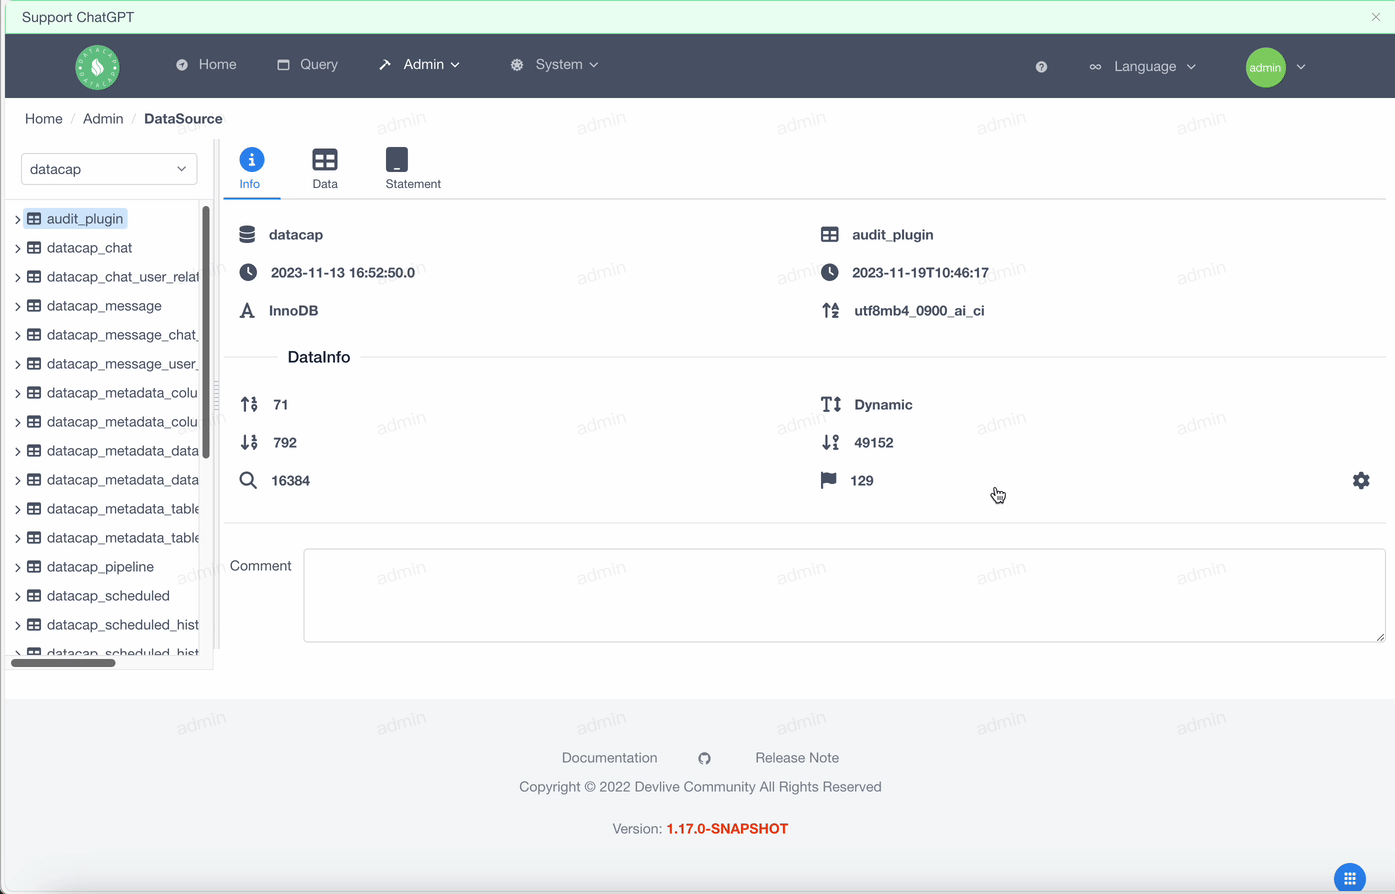 Support ChatGPT
Home
Query
Admin
System
Language
admin
Home / Admin / DataSource
datacap
Info
Data
Statement
audit_plugin
datacap_chat
datacap_chat_user_relat
datacap_message
datacap_message_chat_
datacap_message_user_
datacap_metadata_colu
datacap_metadata_colu
datacap_metadata_data
datacap_metadata_data
datacap_metadata_table
datacap_metadata_table
datacap_pipeline
datacap_scheduled
datacap_scheduled_hist
datacap_scheduled_hist
datacap
audit_plugin
2023-11-13 16:52:50.0
2023-11-19T10:46:17
InnoDB
utf8mb4_0900_ai_ci
DataInfo
71
Dynamic
792
49152
16384
129
Comment
Documentation
Release Note
Copyright © 2022 Devlive Community All Rights Reserved
Version: 1.17.0-SNAPSHOT
admin